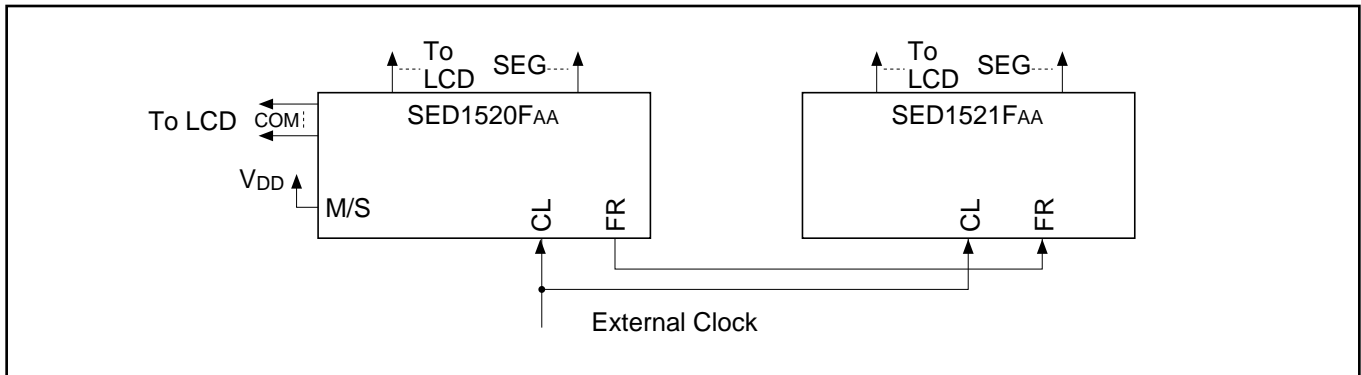 To
LCD
SEG
To
LCD
SEG
SED1520FAA
SED1521FAA
To LCD
COM
VDD
M/S
CL
FR
CL
FR
External Clock